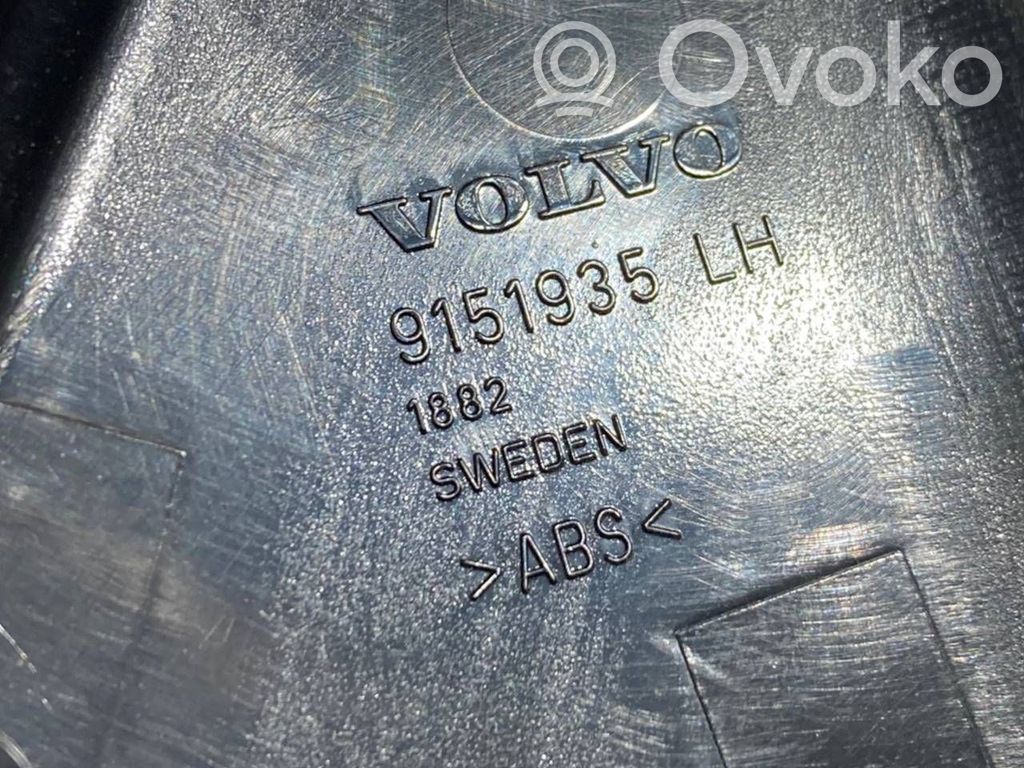 Ovoko
VOLVO
9151935 LH
1882
SWEDEN
>ABS<